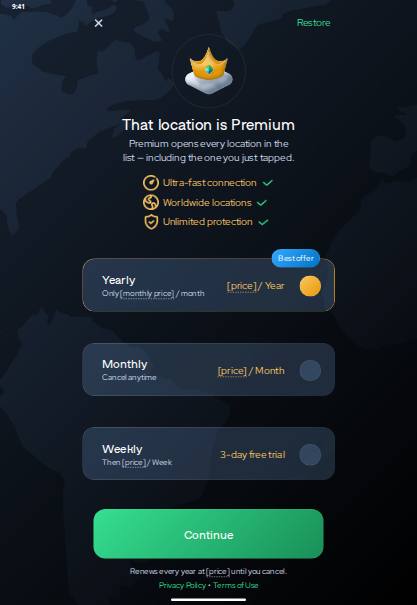 9:41
Restore
That location is Premium
Premium opens every location in the
list — including the one you just tapped.
Ultra-fast connection
Worldwide locations
Unlimited protection
Best offer
Yearly
Only [monthly price] / month
[price] / Year
Monthly
Cancel anytime
[price] / Month
Weekly
Then [price] / Week
3-day free trial
Continue
Renews every year at [price] until you cancel.
Privacy Policy • Terms of Use